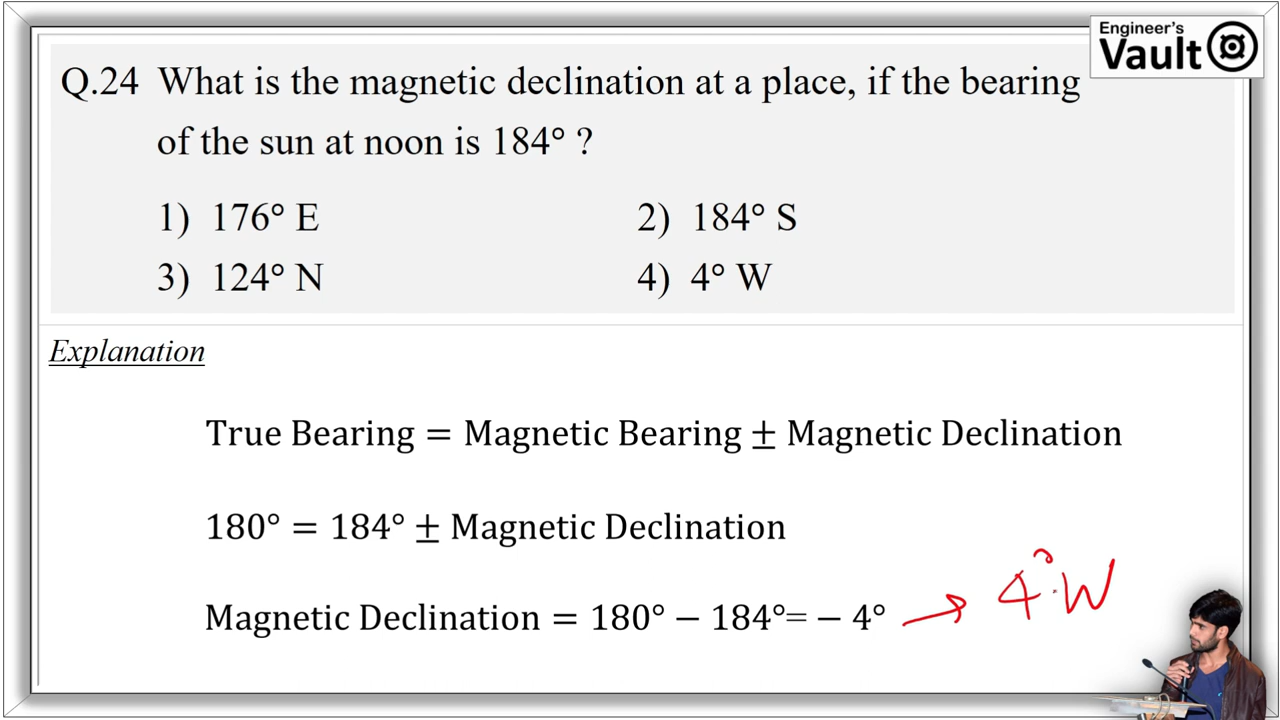 Engineer's
Vault
Q.24 What is the magnetic declination at a place, if the bearing
of the sun at noon is 184° ?
1) 176° E 2) 184° S
3) 124° N 4) 4° W
Explanation
True Bearing = Magnetic Bearing ± Magnetic Declination
180° = 184° ± Magnetic Declination
Magnetic Declination = 180° − 184°= − 4° → 4° W